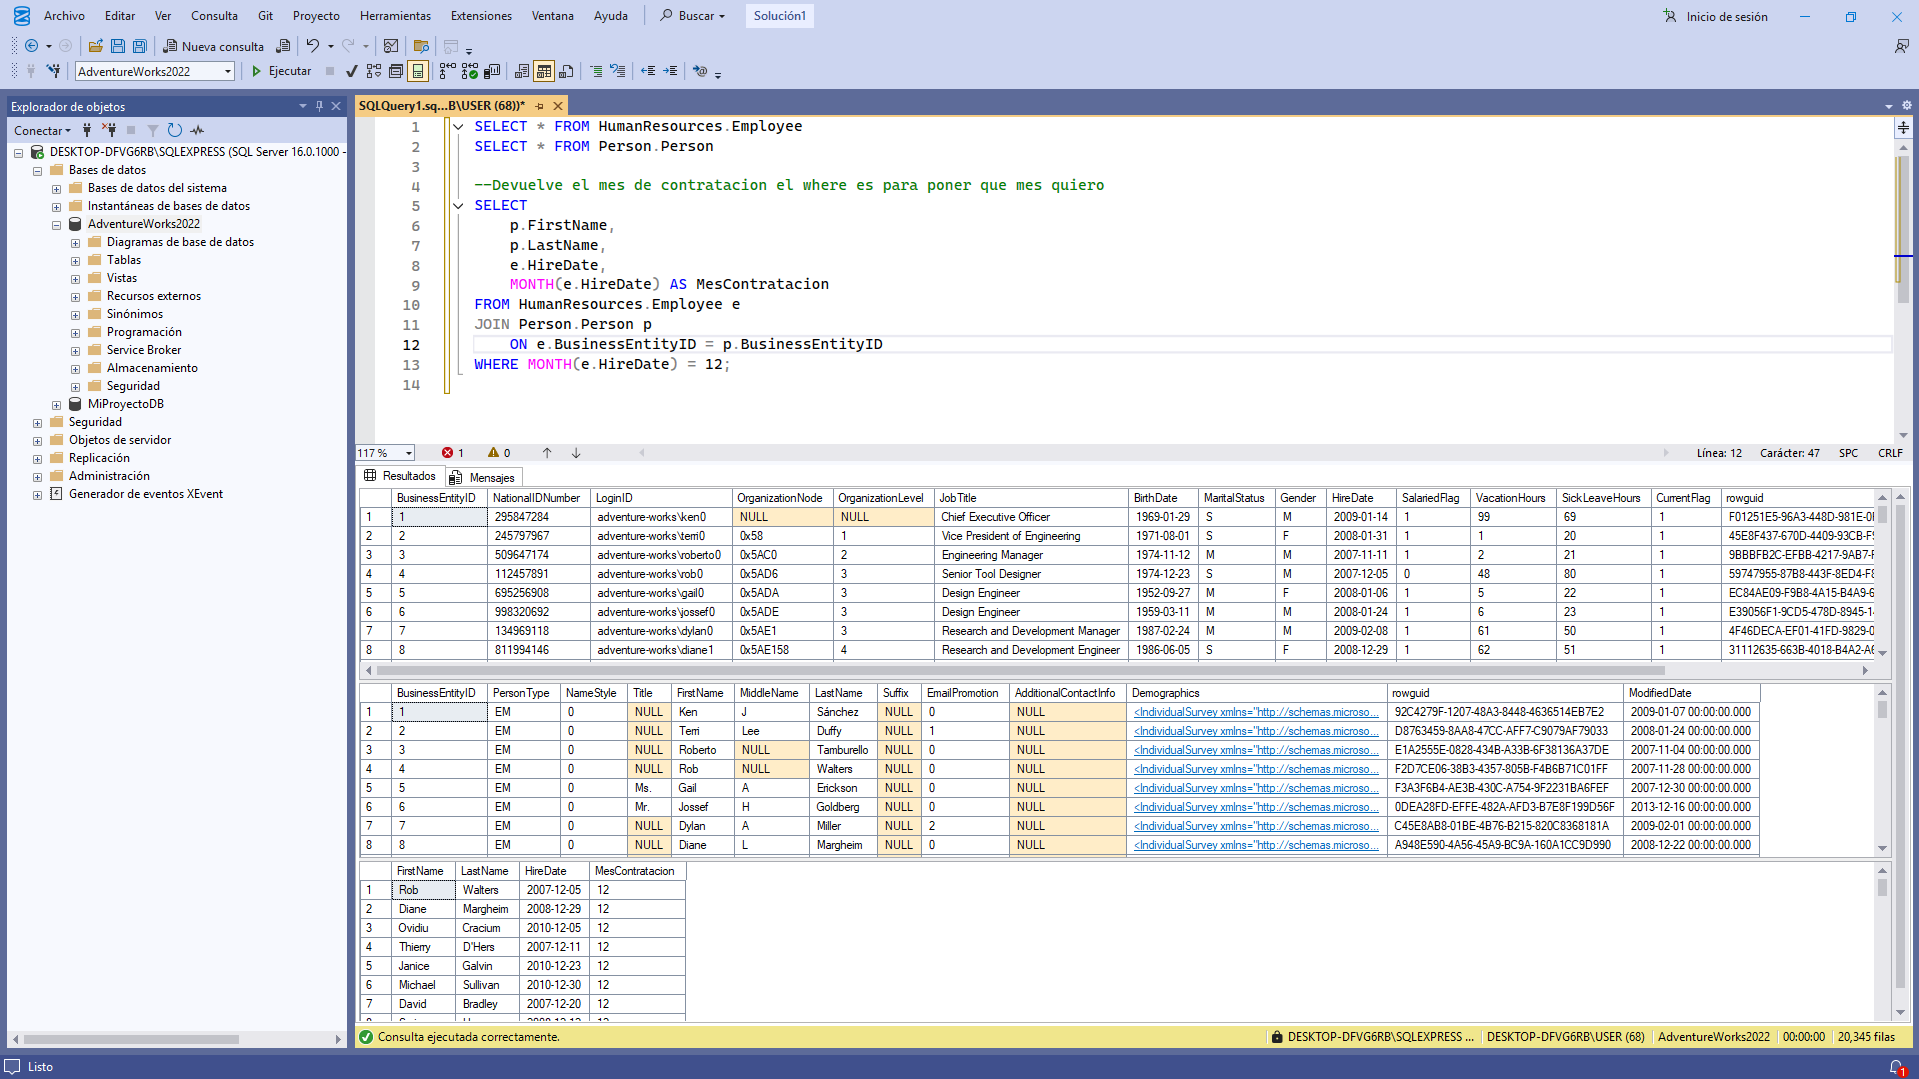 Archivo Editar Ver Consulta Git Proyecto Herramientas Extensiones Ventana Ayuda Buscar Solución1 Inicio de sesión
Nueva consulta
AdventureWorks2022 Ejecutar
Explorador de objetos
Conectar
DESKTOP-DFVG6RB\SQLEXPRESS (SQL Server 16.0.1000 -
Bases de datos
Bases de datos del sistema
Instantáneas de bases de datos
AdventureWorks2022
Diagramas de base de datos
Tablas
Vistas
Recursos externos
Sinónimos
Programación
Service Broker
Almacenamiento
Seguridad
MiProyectoDB
Seguridad
Objetos de servidor
Replicación
Administración
Generador de eventos XEvent
SQLQuery1.sq...B\USER (68))*
1 SELECT * FROM HumanResources.Employee
2 SELECT * FROM Person.Person
3
4 --Devuelve el mes de contratacion el where es para poner que mes quiero
5 SELECT
6 p.FirstName,
7 p.LastName,
8 e.HireDate,
9 MONTH(e.HireDate) AS MesContratacion
10 FROM HumanResources.Employee e
11 JOIN Person.Person p
12 ON e.BusinessEntityID = p.BusinessEntityID
13 WHERE MONTH(e.HireDate) = 12;
14
117 % 1 0 Línea: 12 Carácter: 47 SPC CRLF
Resultados Mensajes
BusinessEntityID NationalIDNumber LoginID OrganizationNode OrganizationLevel JobTitle BirthDate MaritalStatus Gender HireDate SalariedFlag VacationHours SickLeaveHours CurrentFlag rowguid
1 1 295847284 adventure-works\ken0 NULL NULL Chief Executive Officer 1969-01-29 S M 2009-01-14 1 99 69 1 F01251E5-96A3-448D-981E-0
2 2 245797967 adventure-works\terri0 0x58 1 Vice President of Engineering 1971-08-01 S F 2008-01-31 1 1 20 1 45E8F437-670D-4409-93CB-F
3 3 509647174 adventure-works\roberto0 0x5AC0 2 Engineering Manager 1974-11-12 M M 2007-11-11 1 2 21 1 9BBBFB2C-EFBB-4217-9AB7-F
4 4 112457891 adventure-works\rob0 0x5AD6 3 Senior Tool Designer 1974-12-23 S M 2007-12-05 0 48 80 1 59747955-87B8-443F-8ED4-F
5 5 695256908 adventure-works\gail0 0x5ADA 3 Design Engineer 1952-09-27 M F 2008-01-06 1 5 22 1 EC84AE09-F9B8-4A15-B4A9-6
6 6 998320692 adventure-works\jossef0 0x5ADE 3 Design Engineer 1959-03-11 M M 2008-01-24 1 6 23 1 E39056F1-9CD5-478D-8945-1
7 7 134969118 adventure-works\dylan0 0x5AE1 3 Research and Development Manager 1987-02-24 M M 2009-02-08 1 61 50 1 4F46DECA-EF01-41FD-9829-0
8 8 811994146 adventure-works\diane1 0x5AE158 4 Research and Development Engineer 1986-06-05 S F 2008-12-29 1 62 51 1 31112635-663B-4018-B4A2-A
BusinessEntityID PersonType NameStyle Title FirstName MiddleName LastName Suffix EmailPromotion AdditionalContactInfo Demographics rowguid ModifiedDate
1 1 EM 0 NULL Ken J Sánchez NULL 0 NULL <IndividualSurvey xmlns="http://schemas.microso... 92C4279F-1207-48A3-8448-4636514EB7E2 2009-01-07 00:00:00.000
2 2 EM 0 NULL Terri Lee Duffy NULL 1 NULL <IndividualSurvey xmlns="http://schemas.microso... D8763459-8AA8-47CC-AFF7-C9079AF79033 2008-01-24 00:00:00.000
3 3 EM 0 NULL Roberto NULL Tamburello NULL 0 NULL <IndividualSurvey xmlns="http://schemas.microso... E1A2555E-0828-434B-A33B-6F38136A37DE 2007-11-04 00:00:00.000
4 4 EM 0 NULL Rob NULL Walters NULL 0 NULL <IndividualSurvey xmlns="http://schemas.microso... F2D7CE06-38B3-4357-805B-F4B6B71C01FF 2007-11-28 00:00:00.000
5 5 EM 0 Ms. Gail A Erickson NULL 0 NULL <IndividualSurvey xmlns="http://schemas.microso... F3A3F6B4-AE3B-430C-A754-9F2231BA6FEF 2007-12-30 00:00:00.000
6 6 EM 0 Mr. Jossef H Goldberg NULL 0 NULL <IndividualSurvey xmlns="http://schemas.microso... 0DEA28FD-EFFE-482A-AFD3-B7E8F199D56F 2013-12-16 00:00:00.000
7 7 EM 0 NULL Dylan A Miller NULL 2 NULL <IndividualSurvey xmlns="http://schemas.microso... C45E8AB8-01BE-4B76-B215-820C8368181A 2009-02-01 00:00:00.000
8 8 EM 0 NULL Diane L Margheim NULL 0 NULL <IndividualSurvey xmlns="http://schemas.microso... A948E590-4A56-45A9-BC9A-160A1CC9D990 2008-12-22 00:00:00.000
FirstName LastName HireDate MesContratacion
1 Rob Walters 2007-12-05 12
2 Diane Margheim 2008-12-29 12
3 Ovidiu Cracium 2010-12-05 12
4 Thierry D'Hers 2007-12-11 12
5 Janice Galvin 2010-12-23 12
6 Michael Sullivan 2010-12-30 12
7 David Bradley 2007-12-20 12
Consulta ejecutada correctamente. DESKTOP-DFVG6RB\SQLEXPRESS ... DESKTOP-DFVG6RB\USER (68) AdventureWorks2022 00:00:00 20,345 filas
Listo 1